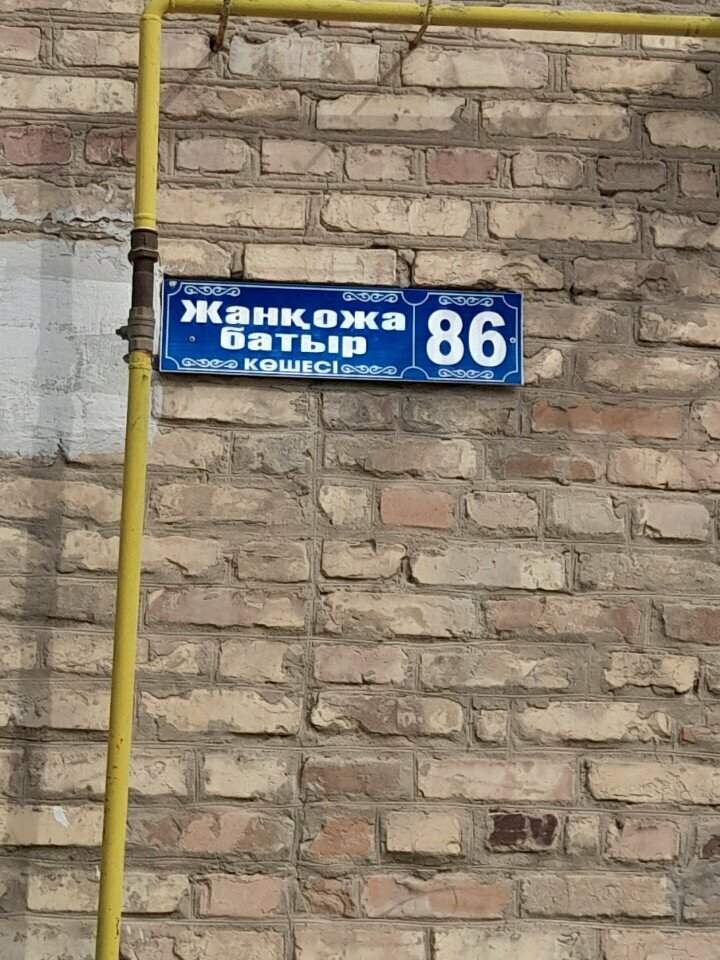 Жанқожа
батыр
КӨШЕСІ
86